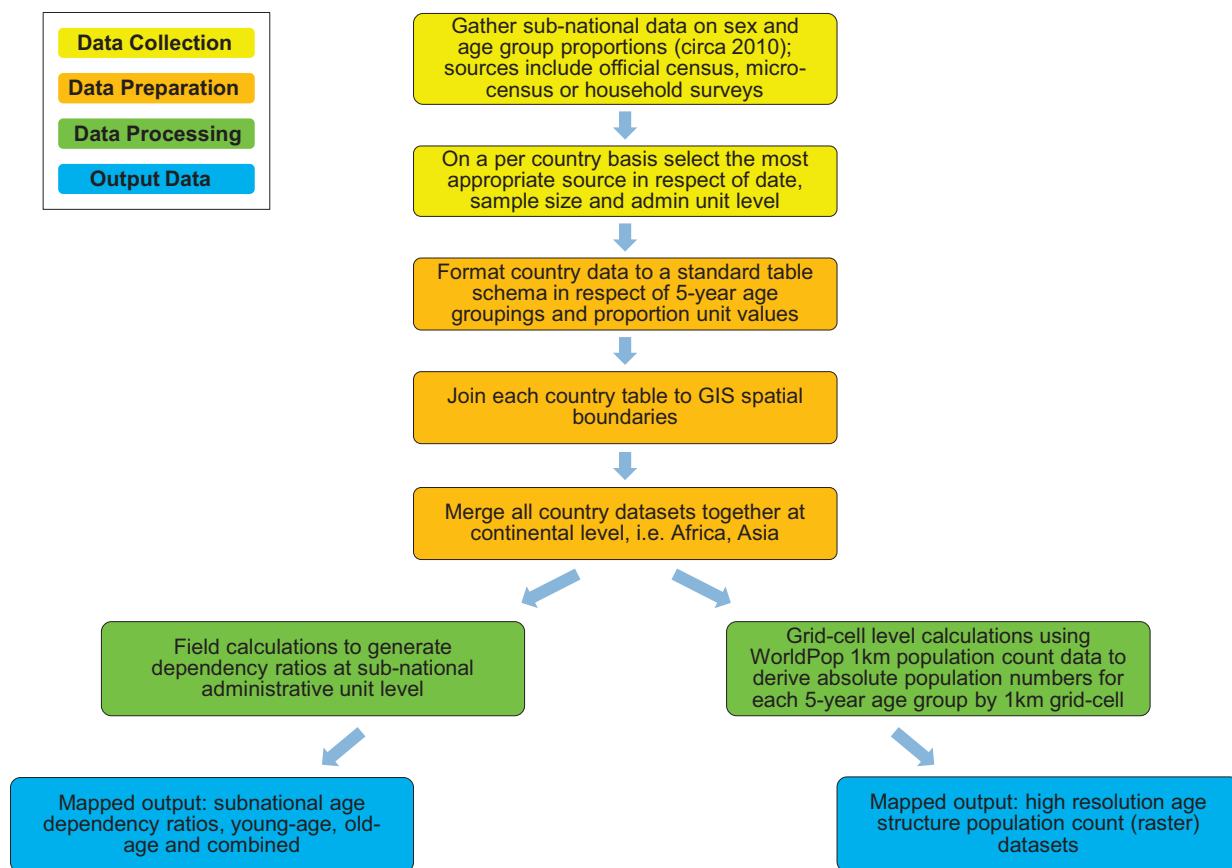 Data Collection
Data Preparation
Data Processing
Output Data
Gather sub-national data on sex and
age group proportions (circa 2010);
sources include official census, micro-
census or household surveys
On a per country basis select the most
appropriate source in respect of date,
sample size and admin unit level
Format country data to a standard table
schema in respect of 5-year age
groupings and proportion unit values
Join each country table to GIS spatial
boundaries
Merge all country datasets together at
continental level, i.e. Africa, Asia
Field calculations to generate
dependency ratios at sub-national
administrative unit level
Grid-cell level calculations using
WorldPop 1km population count data to
derive absolute population numbers for
each 5-year age group by 1km grid-cell
Mapped output: subnational age
dependency ratios, young-age, old-
age and combined
Mapped output: high resolution age
structure population count (raster)
datasets